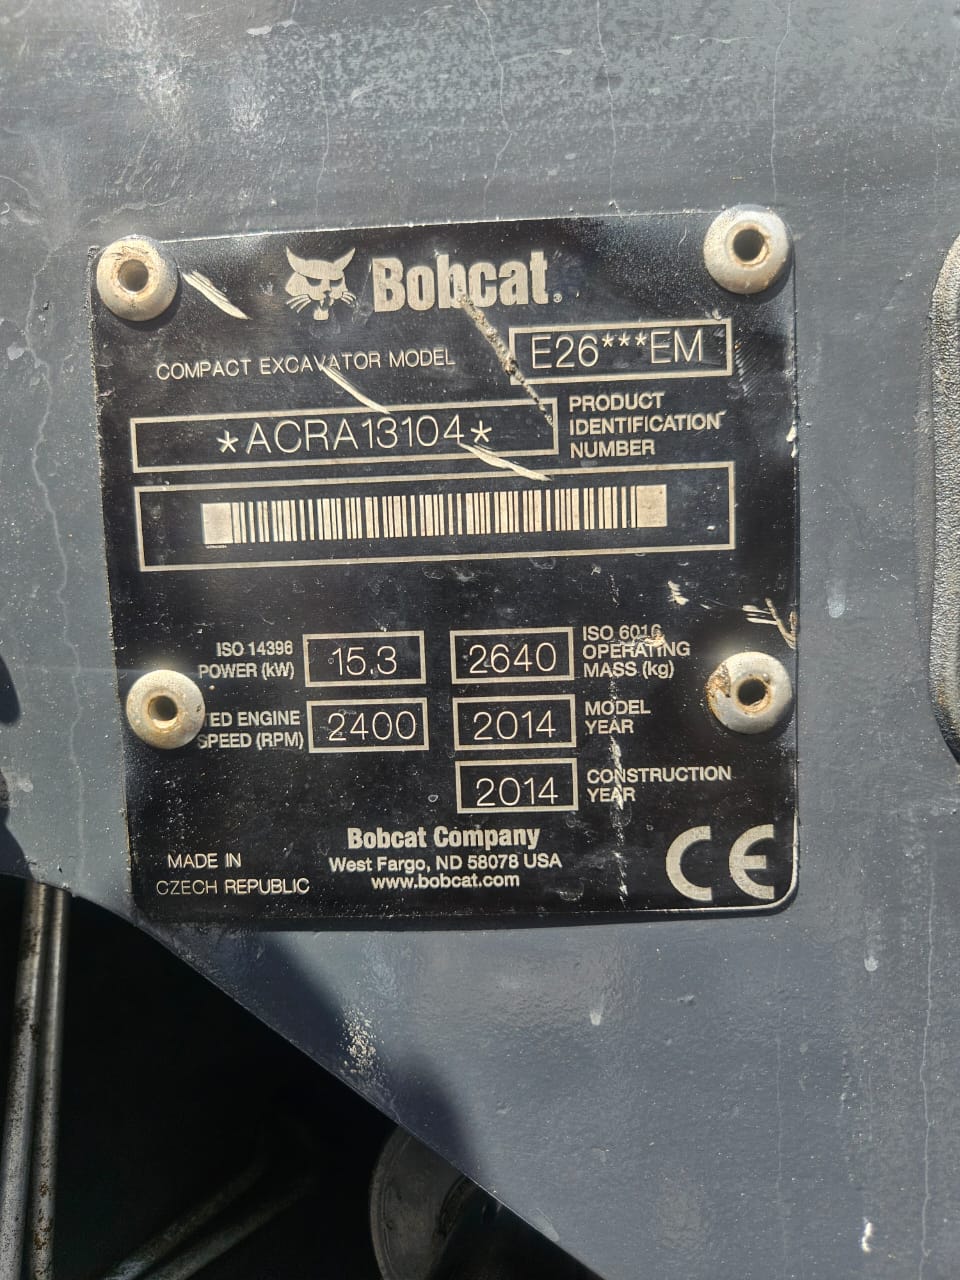 Bobcat.
COMPACT EXCAVATOR MODEL E26***EM
*ACRA13104* PRODUCT
IDENTIFICATION
NUMBER
ISO 14396
POWER (kW) 15.3
2640 ISO 6016
OPERATING
MASS (kg)
TED ENGINE
SPEED (RPM) 2400
2014 MODEL
YEAR
2014 CONSTRUCTION
YEAR
MADE IN
CZECH REPUBLIC
Bobcat Company
West Fargo, ND 58078 USA
www.bobcat.com
CE